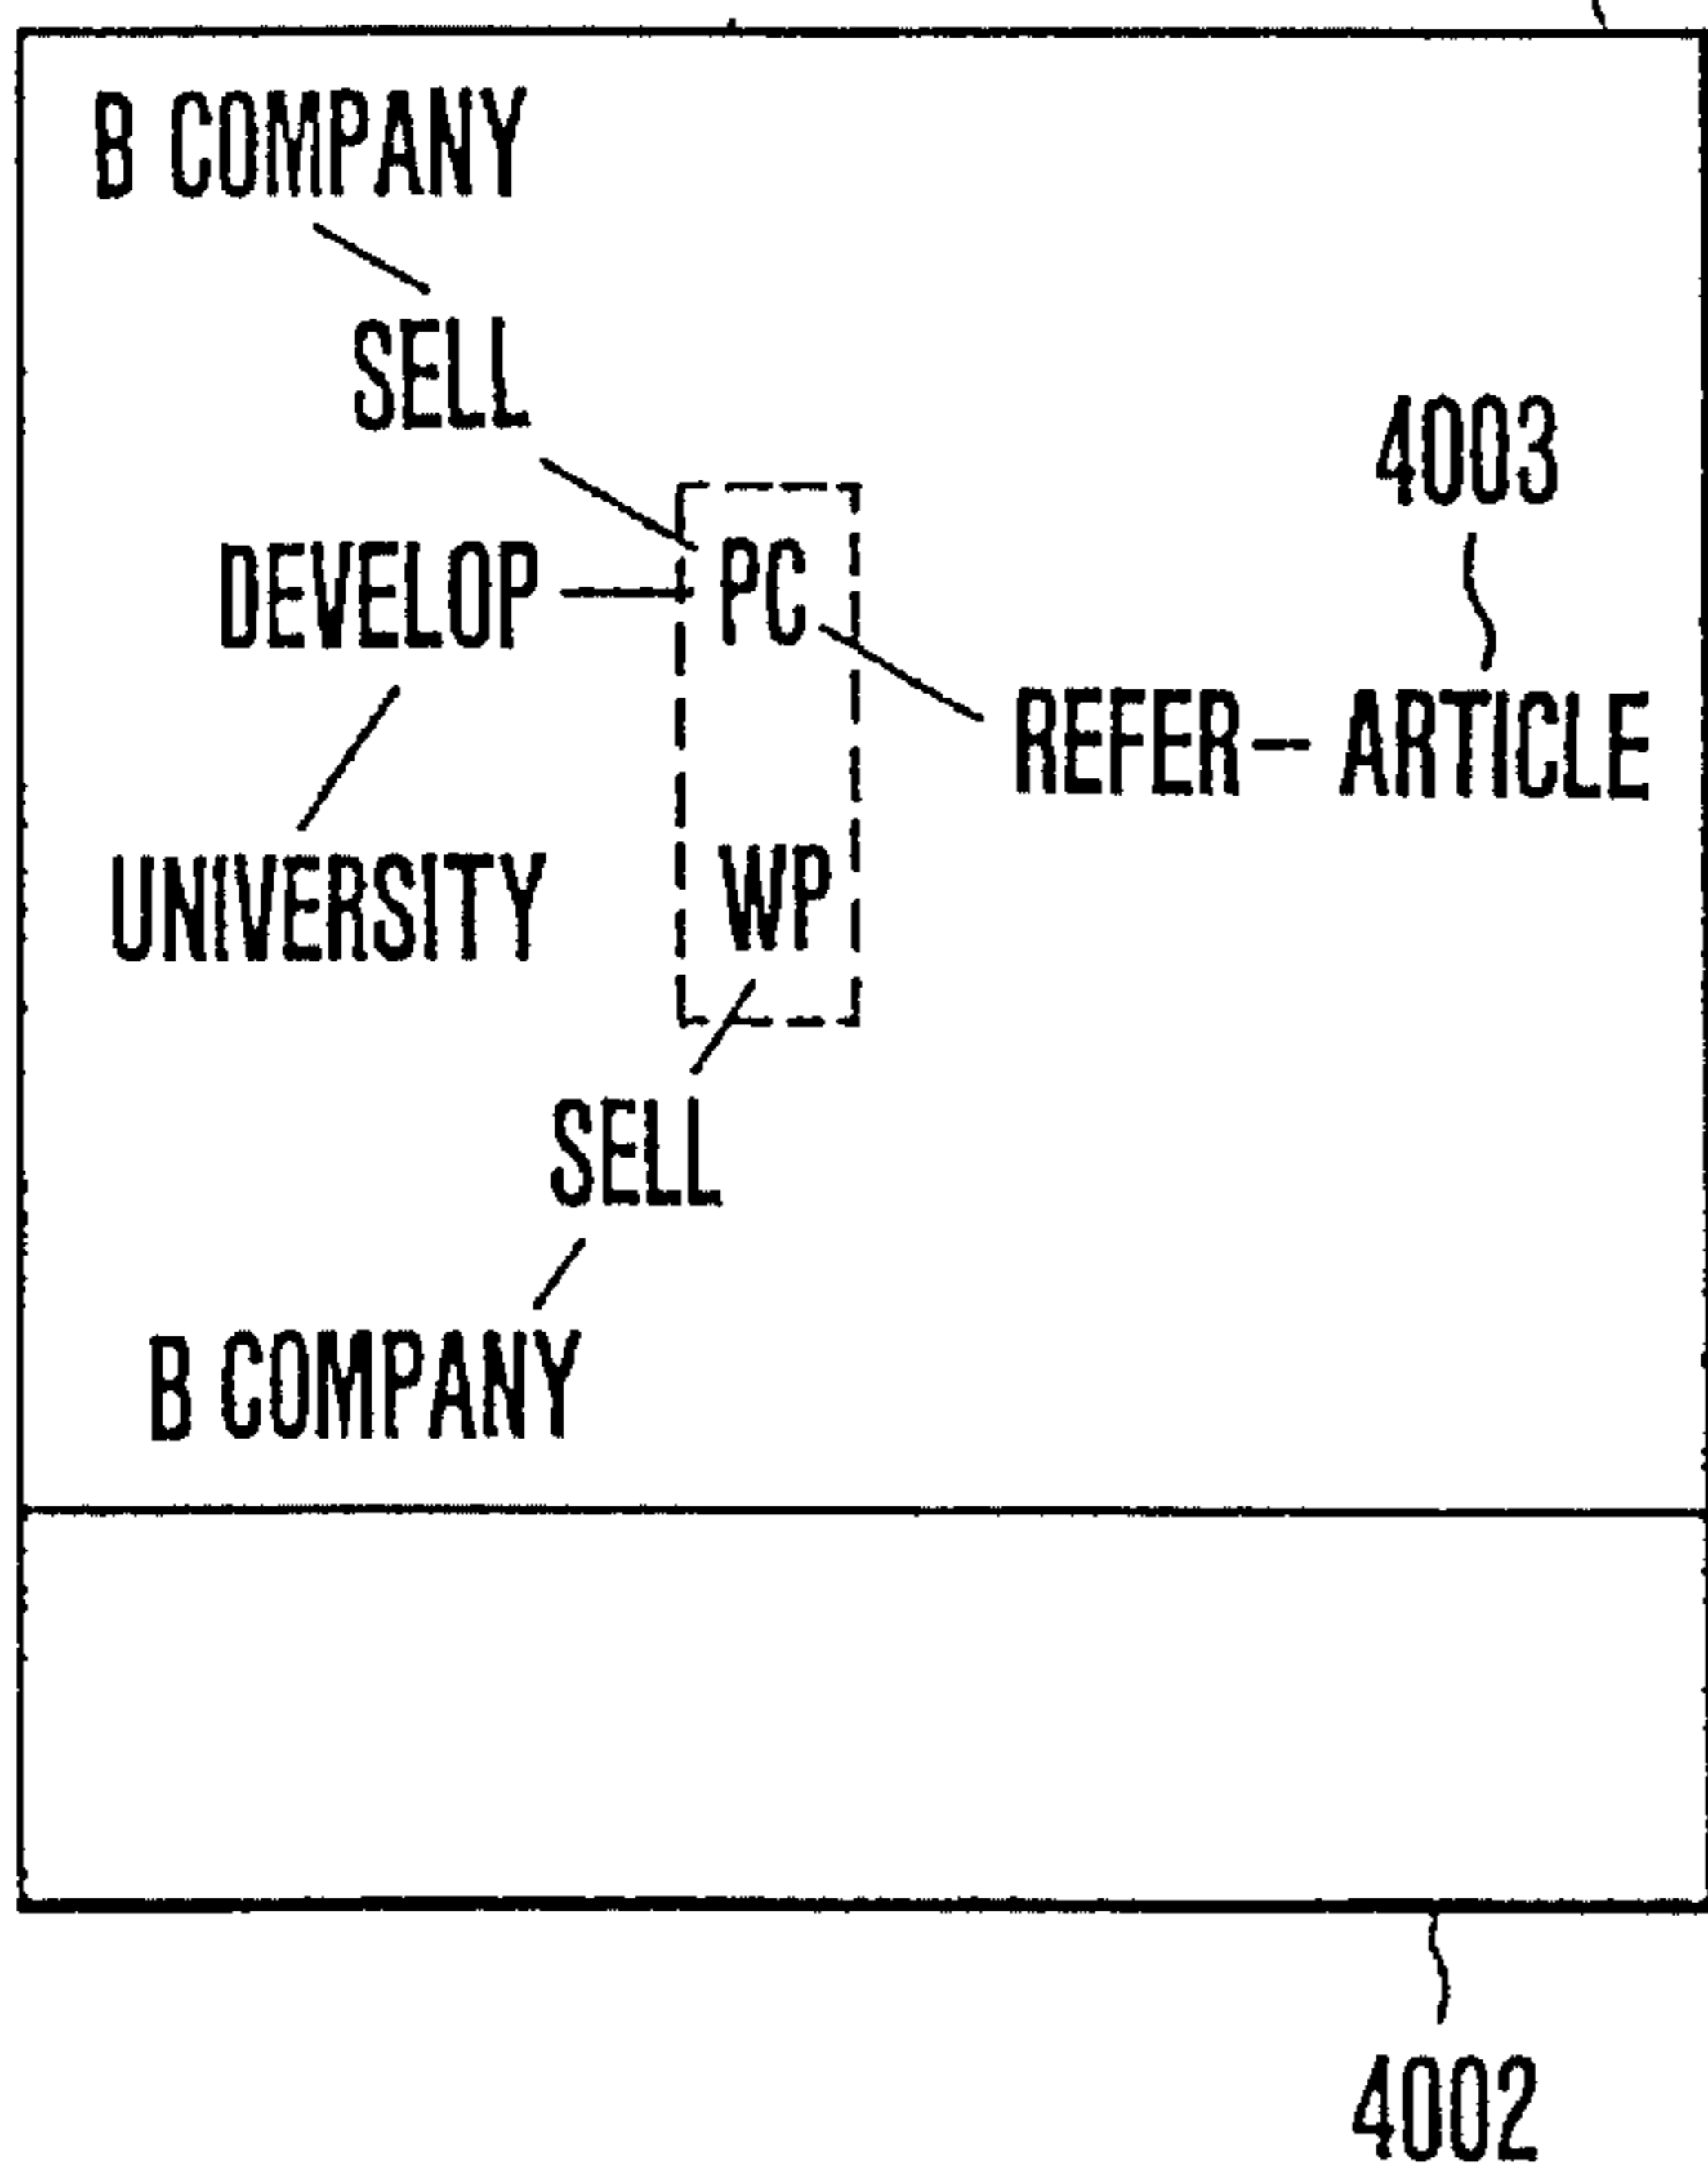 B COMPANY
SELL
4003
DEVELOP
PC
REFER
ARTICLE
UNIVERSITY
WP
SELL
B COMPANY
4002